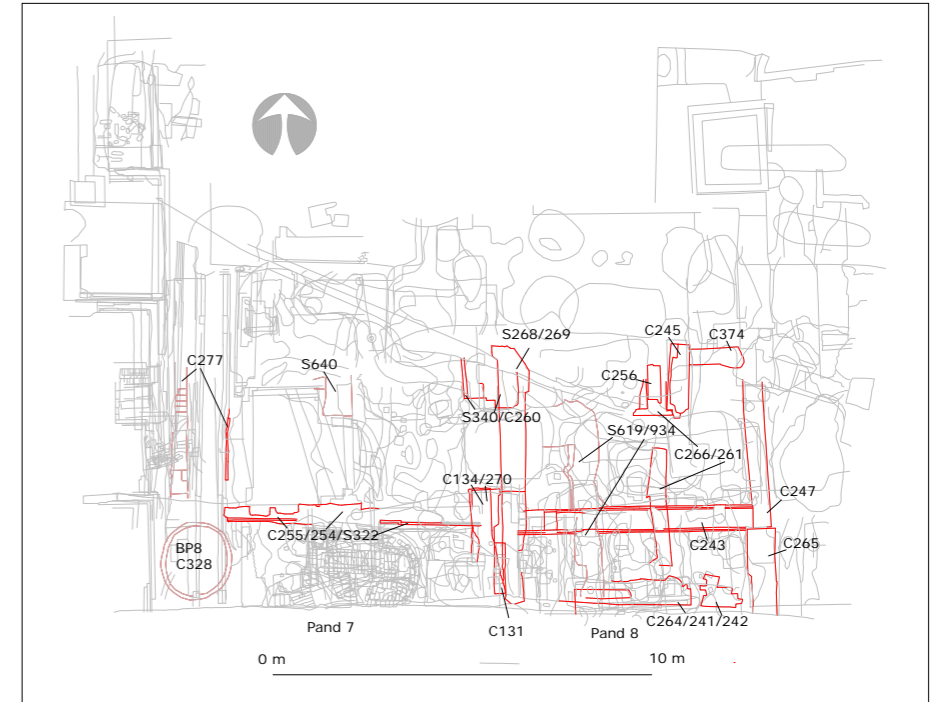 S268/269
C245
C374
C277
S640
C256
S340/C260
S619/934
C266/261
C134/270
C247
C255/254/S322
C243
C265
BP8
C328
C264/241/242
Pand 7
C131
Pand 8
0 m
10 m